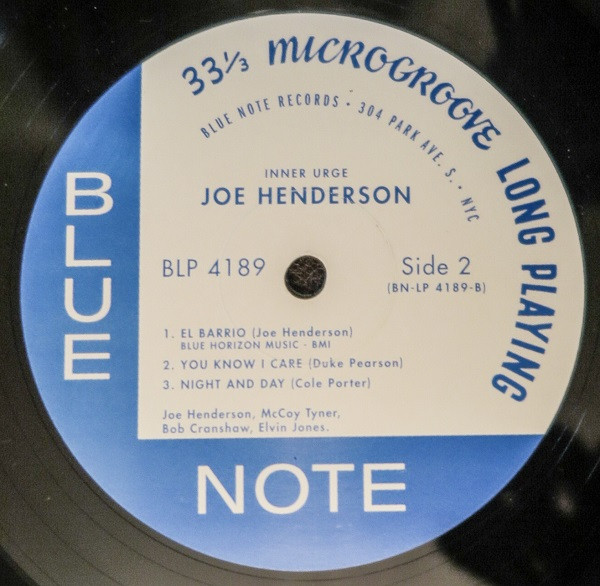 33⅓ MICROGROOVE LONG PLAYING
BLUE NOTE RECORDS · 304 PARK AVE. S. · NYC
INNER URGE
JOE HENDERSON
BLP 4189
Side 2
(BN-LP 4189-B)
1. EL BARRIO (Joe Henderson)
BLUE HORIZON MUSIC - BMI
2. YOU KNOW I CARE (Duke Pearson)
3. NIGHT AND DAY (Cole Porter)
Joe Henderson, McCoy Tyner,
Bob Cranshaw, Elvin Jones.
BLUE
NOTE